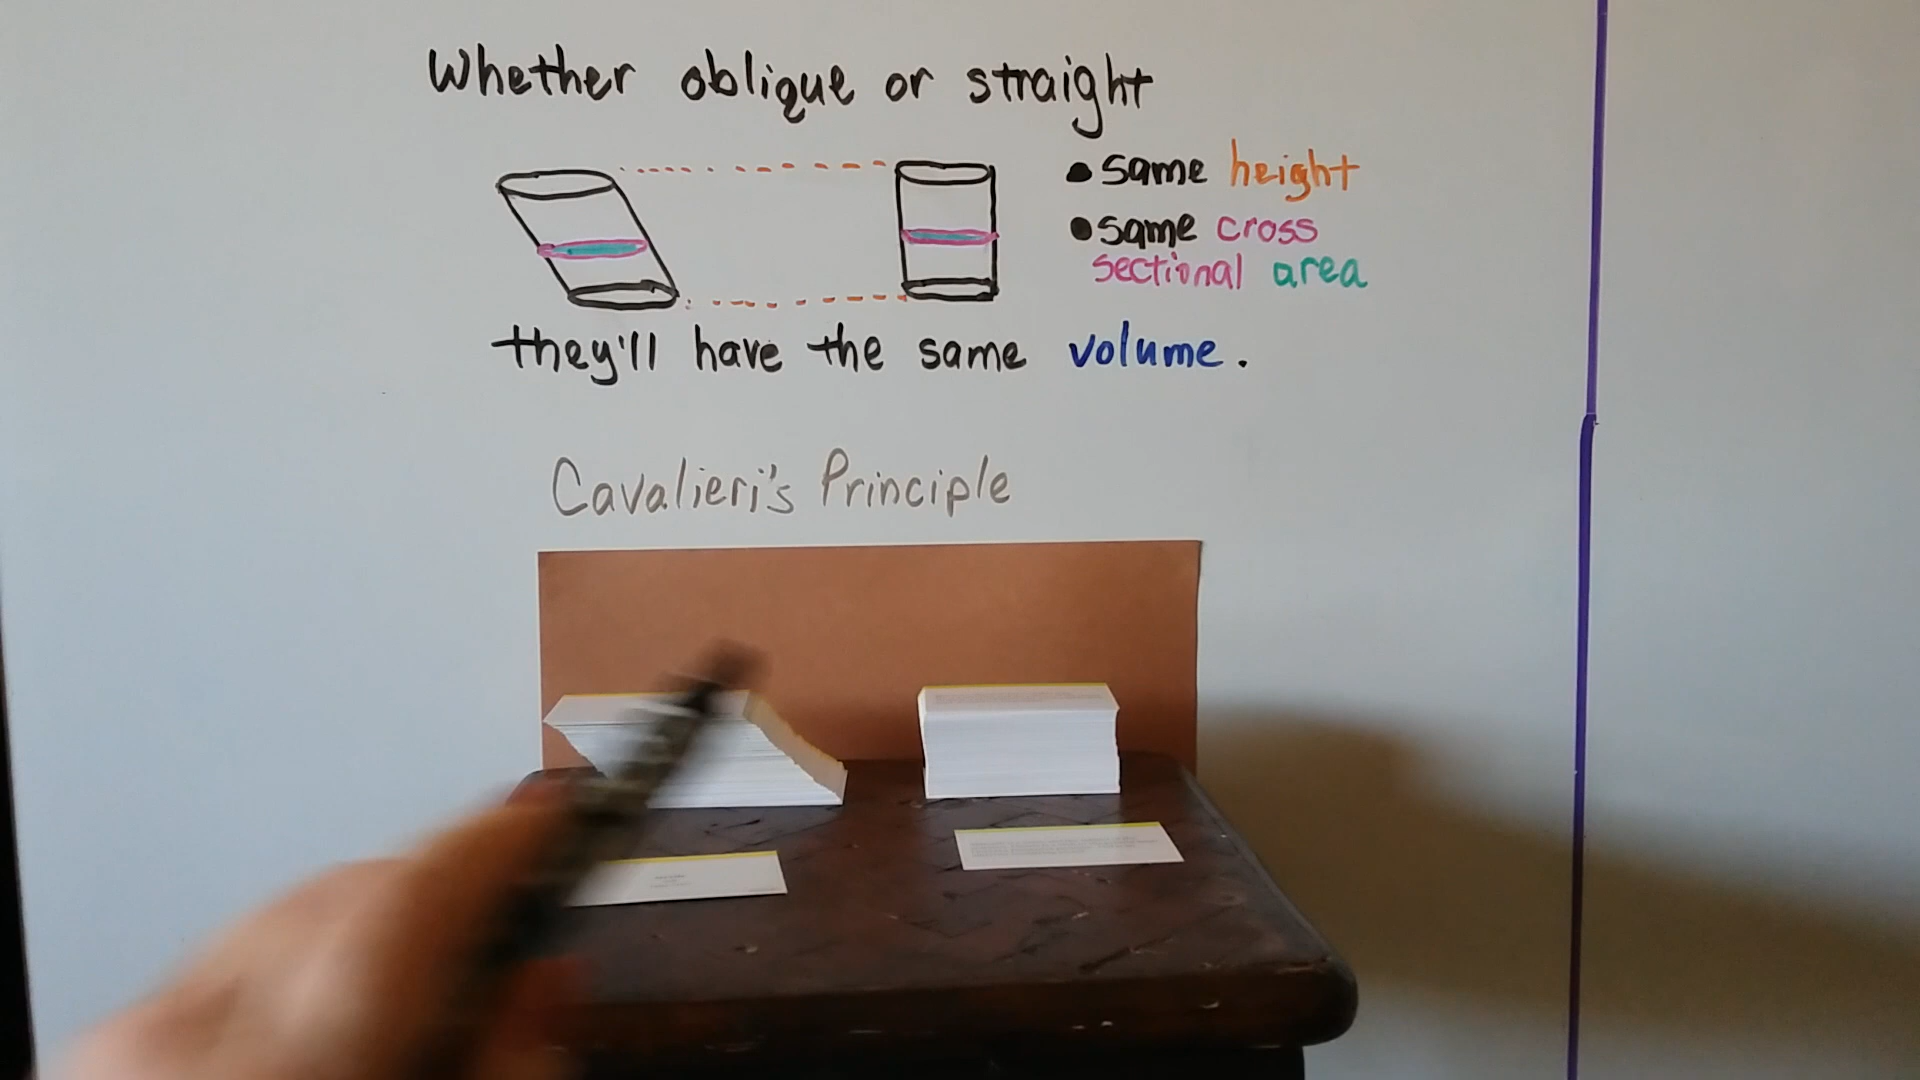 Whether oblique or straight
• same height
• same cross
sectional area
they'll have the same volume.
Cavalieri's Principle